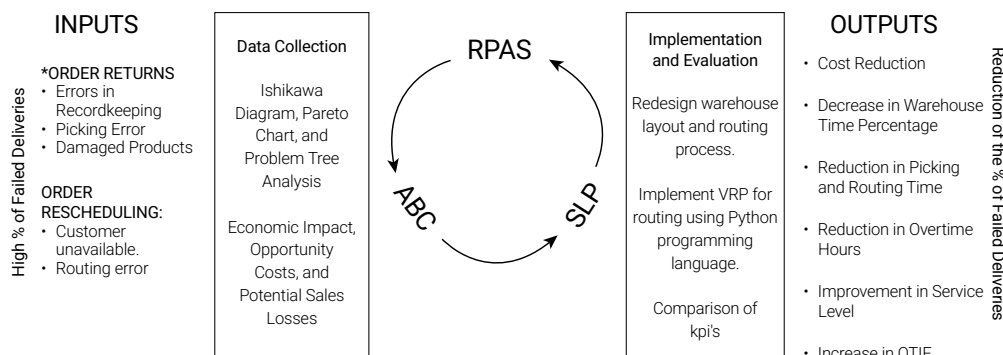 INPUTS
High % of Failed Deliveries
*ORDER RETURNS
• Errors in
Recordkeeping
• Picking Error
• Damaged Products
ORDER
RESCHEDULING:
• Customer
unavailable.
• Routing error
Data Collection
Ishikawa
Diagram, Pareto
Chart, and
Problem Tree
Analysis
Economic Impact,
Opportunity
Costs, and
Potential Sales
Losses
RPAS
ABC
SLP
Implementation
and Evaluation
Redesign warehouse
layout and routing
process.
Implement VRP for
routing using Python
programming
language.
Comparison of
kpi's
OUTPUTS
• Cost Reduction
• Decrease in Warehouse
Time Percentage
• Reduction in Picking
and Routing Time
• Reduction in Overtime
Hours
• Improvement in Service
Level
• Increase in OTIF
Reduction of the % of Failed Deliveries